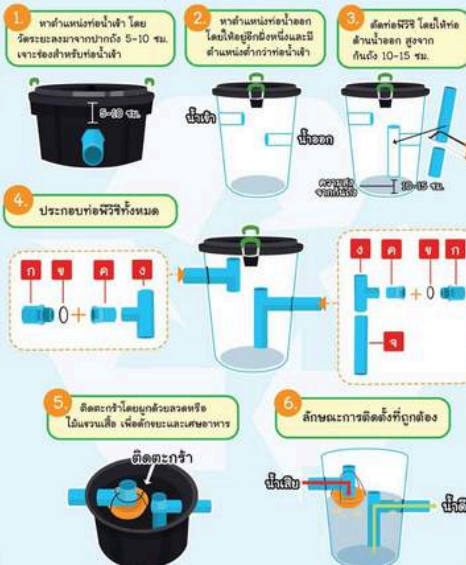 1.
หาตำแหน่งท่อน้ำเข้า โดย
วัดระยะลงมาจากปากถัง 5-10 ซม.
เจาะช่องสำหรับท่อน้ำเข้า
5-10 ซม.
2.
หาตำแหน่งท่อน้ำออก
โดยให้อยู่อีกฝั่งหนึ่งและมี
ตำแหน่งต่ำกว่าท่อน้ำเข้า
น้ำเข้า
น้ำออก
3.
ตัดท่อพีวีซี โดยให้ท่อ
ด้านน้ำออก สูงจาก
ก้นถัง 10-15 ซม.
ความสูง
จากก้นถัง
10-15 ซม.
4.
ประกอบท่อพีวีซีทั้งหมด
ก ข ค ง
ง ค ข ก
จ
5.
ติดตะกร้าโดยผูกด้วยลวดหรือ
ไม้แขวนเสื้อ เพื่อดักขยะและเศษอาหาร
ติดตะกร้า
6.
ลักษณะการติดตั้งที่ถูกต้อง
น้ำเสีย
น้ำดี